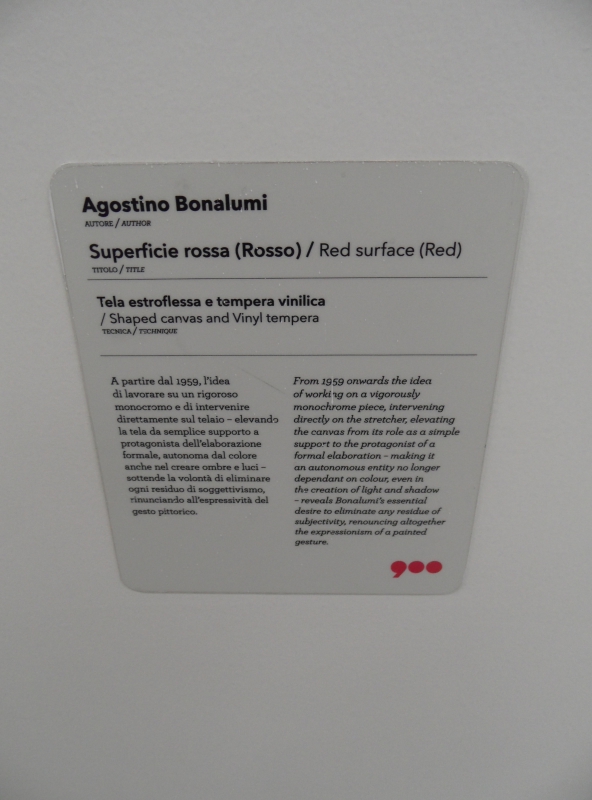 Agostino Bonalumi
AUTORE / AUTHOR
Superficie rossa (Rosso) / Red surface (Red)
TITOLO / TITLE
Tela estroflessa e tempera vinilica
/ Shaped canvas and Vinyl tempera
TECNICA / TECHNIQUE
A partire dal 1959, l'idea
di lavorare su un rigoroso
monocromo e di intervenire
direttamente sul telaio – elevando
la tela da semplice supporto a
protagonista dell'elaborazione
formale, autonoma dal colore
anche nel creare ombre e luci –
sottende la volontà di eliminare
ogni residuo di soggettivismo,
rinunciando all'espressività del
gesto pittorico.
From 1959 onwards the idea
of working on a vigorously
monochrome piece, intervening
directly on the stretcher, elevating
the canvas from its role as a simple
support to the protagonist of a
formal elaboration – making it
an autonomous entity no longer
dependant on colour, even in
the creation of light and shadow
– reveals Bonalumi's essential
desire to eliminate any residue of
subjectivity, renouncing altogether
the expressionism of a painted
gesture.
900